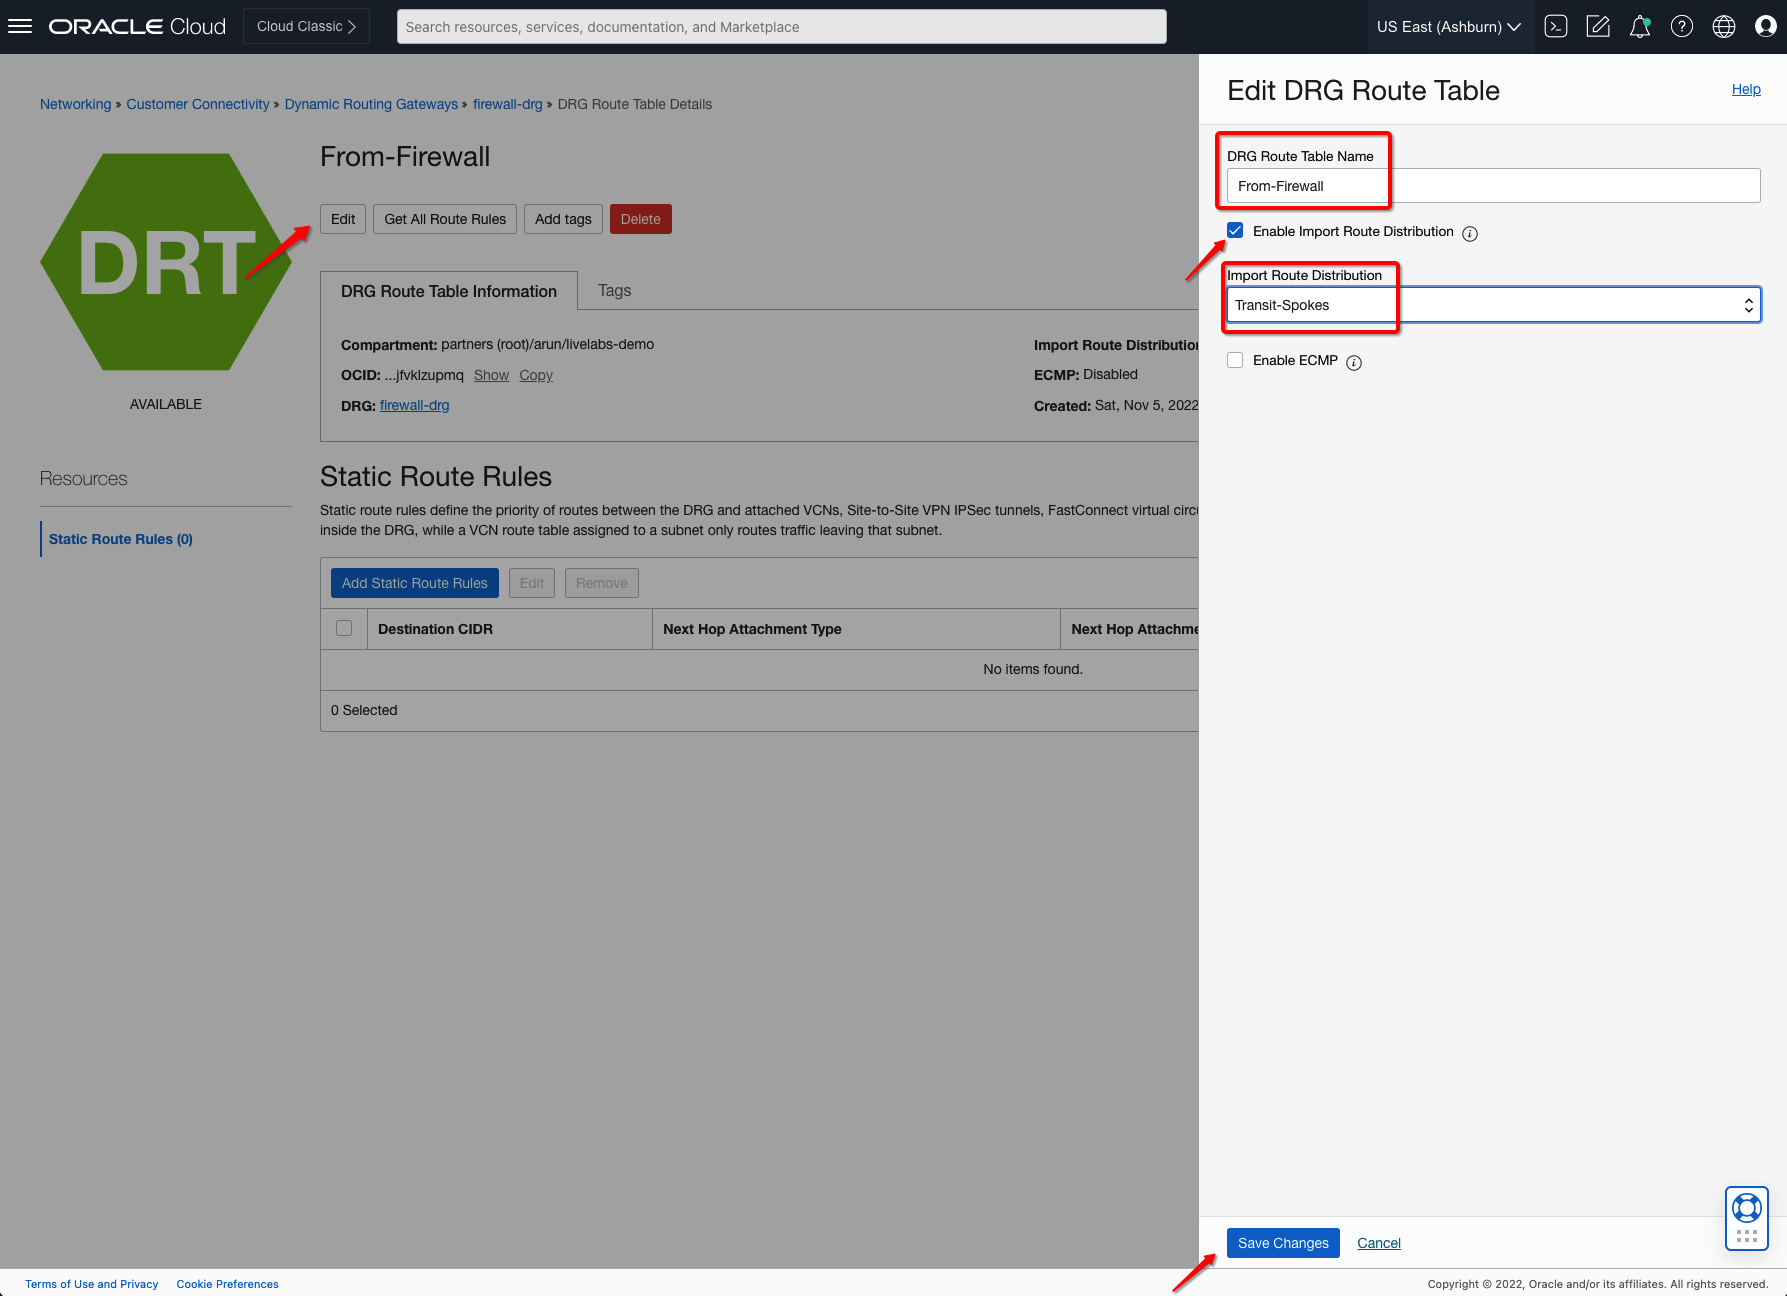 ORACLE Cloud
Cloud Classic
Search resources, services, documentation, and Marketplace
US East (Ashburn)
Networking » Customer Connectivity » Dynamic Routing Gateways » firewall-drg » DRG Route Table Details
DRT
AVAILABLE
From-Firewall
Edit Get All Route Rules Add tags Delete
DRG Route Table Information Tags
Compartment: partners (root)/arun/livelabs-demo
OCID: ...jfvklzupmq Show Copy
DRG: firewall-drg
Import Route Distribution
ECMP: Disabled
Created: Sat, Nov 5, 2022
Resources
Static Route Rules (0)
Static Route Rules
Static route rules define the priority of routes between the DRG and attached VCNs, Site-to-Site VPN IPSec tunnels, FastConnect virtual circu
inside the DRG, while a VCN route table assigned to a subnet only routes traffic leaving that subnet.
Add Static Route Rules Edit Remove
Destination CIDR Next Hop Attachment Type Next Hop Attachme
No items found.
0 Selected
Edit DRG Route Table
Help
DRG Route Table Name
From-Firewall
Enable Import Route Distribution
Import Route Distribution
Transit-Spokes
Enable ECMP
Save Changes Cancel
Terms of Use and Privacy Cookie Preferences
Copyright © 2022, Oracle and/or its affiliates. All rights reserved.